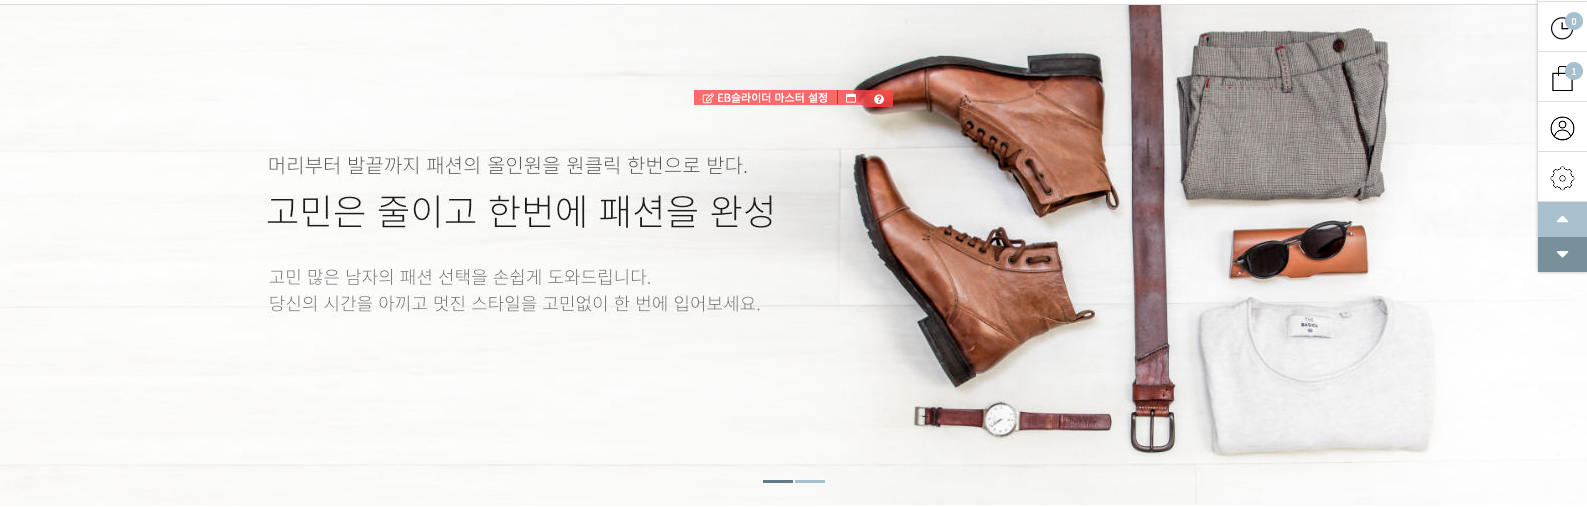 0
EB슬라이더 마스터 설정
1
머리부터 발끝까지 패션의 올인원을 원클릭 한번으로 받다.
고민은 줄이고 한번에 패션을 완성
고민 많은 남자의 패션 선택을 손쉽게 도와드립니다.
당신의 시간을 아끼고 멋진 스타일을 고민없이 한 번에 입어보세요.
THE
BASICS